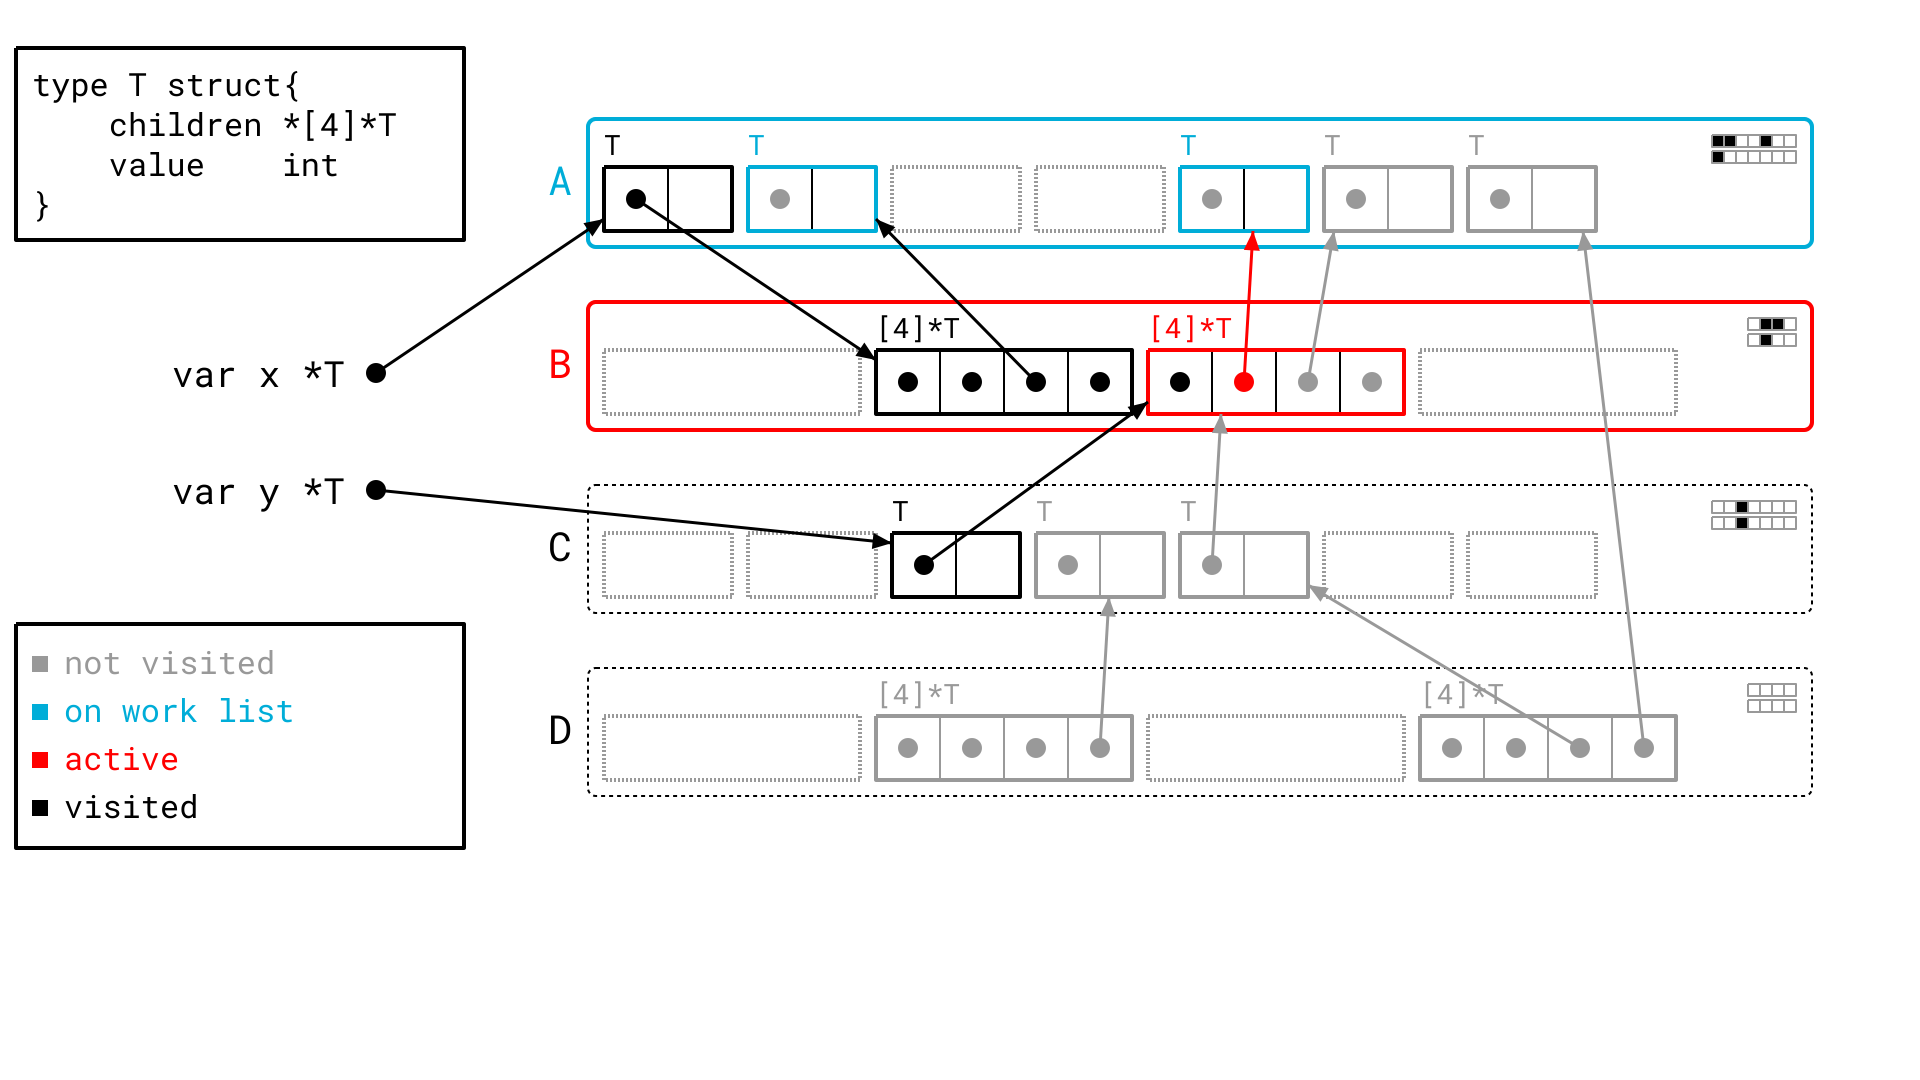 type T struct{
    children *[4]*T
    value    int
}
var x *T
var y *T
not visited
on work list
active
visited
A
T
T
T
T
T
B
[4]*T
[4]*T
C
T
T
T
D
[4]*T
[4]*T